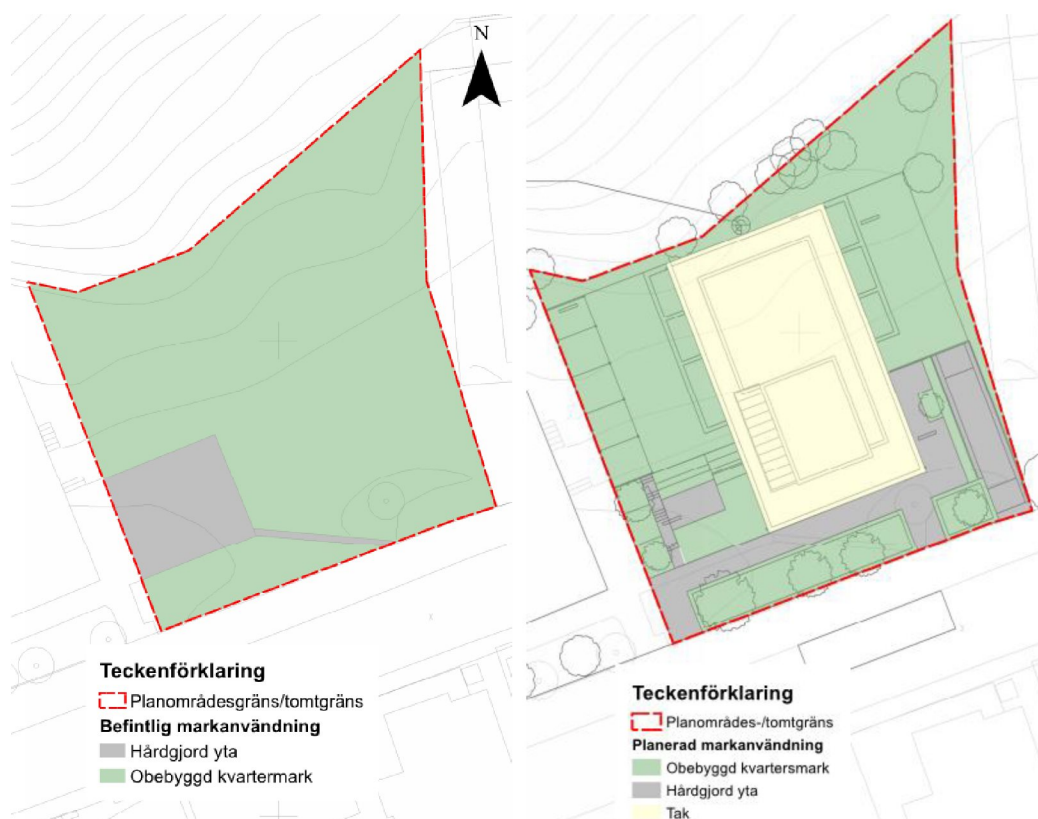 N
Teckenförklaring
Planområdesgräns/tomtgräns
Befintlig markanvändning
Hårdgjord yta
Obebyggd kvartermark
Teckenförklaring
Planområdes-/tomtgräns
Planerad markanvändning
Obebyggd kvartersmark
Hårdgjord yta
Tak